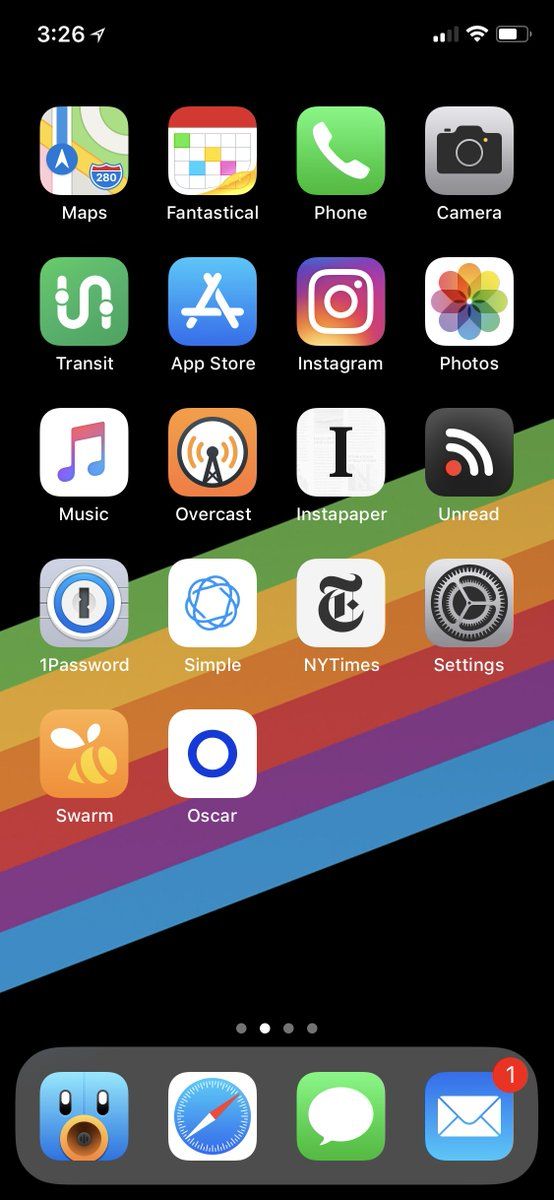 3:26
280
Maps Fantastical Phone Camera
Transit App Store Instagram Photos
I
Music Overcast Instapaper Unread
1Password Simple NYTimes Settings
Swarm Oscar
1